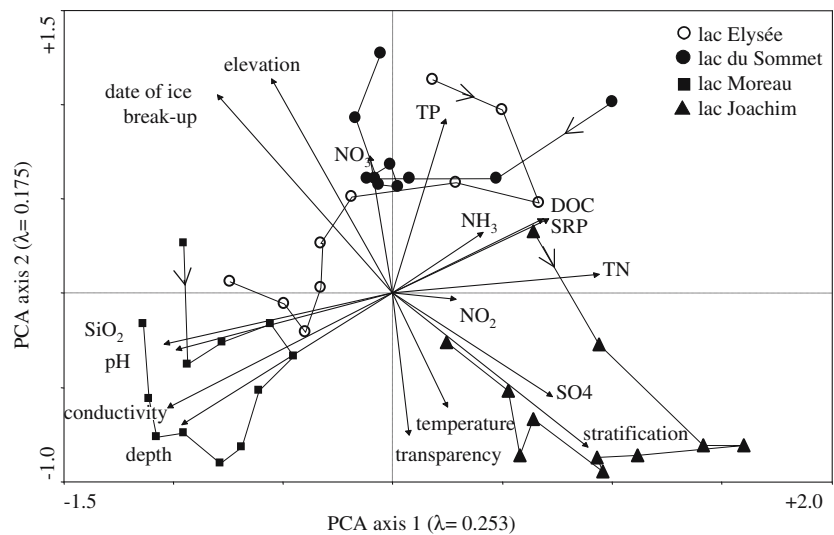 +1.5
lac Elysée
lac du Sommet
lac Moreau
lac Joachim
elevation
date of ice
break-up
TP
NO3
DOC
SRP
NH3
TN
NO2
SiO2
pH
SO4
conductivity
temperature
stratification
depth
transparency
PCA axis 2 (λ= 0.175)
-1.0
-1.5
+2.0
PCA axis 1 (λ= 0.253)